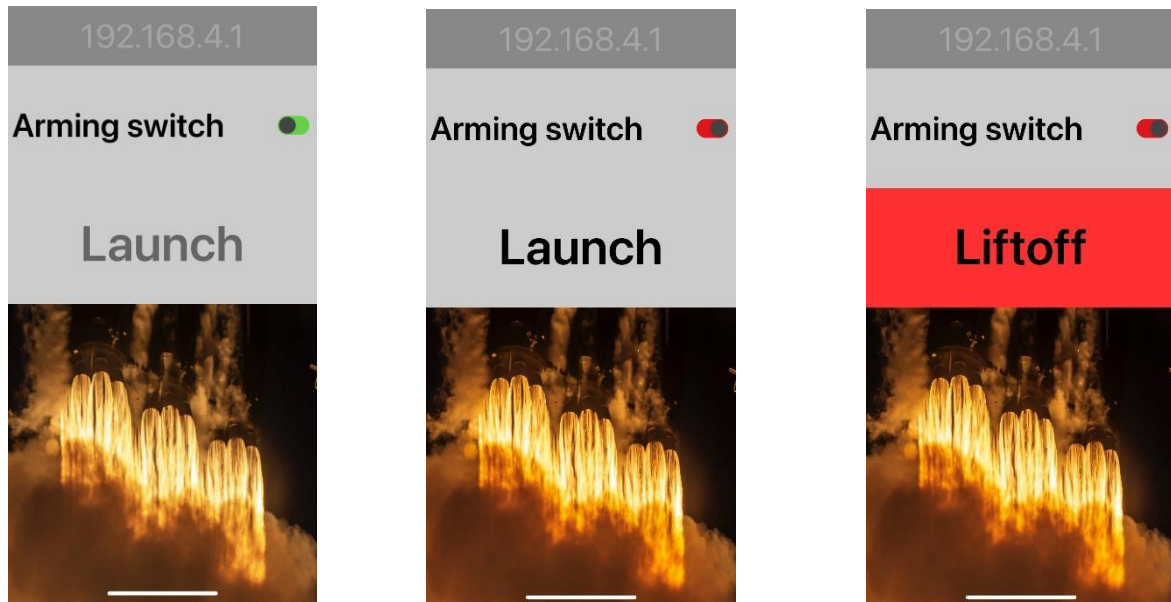 192.168.4.1
Arming switch
Launch
192.168.4.1
Arming switch
Launch
192.168.4.1
Arming switch
Liftoff